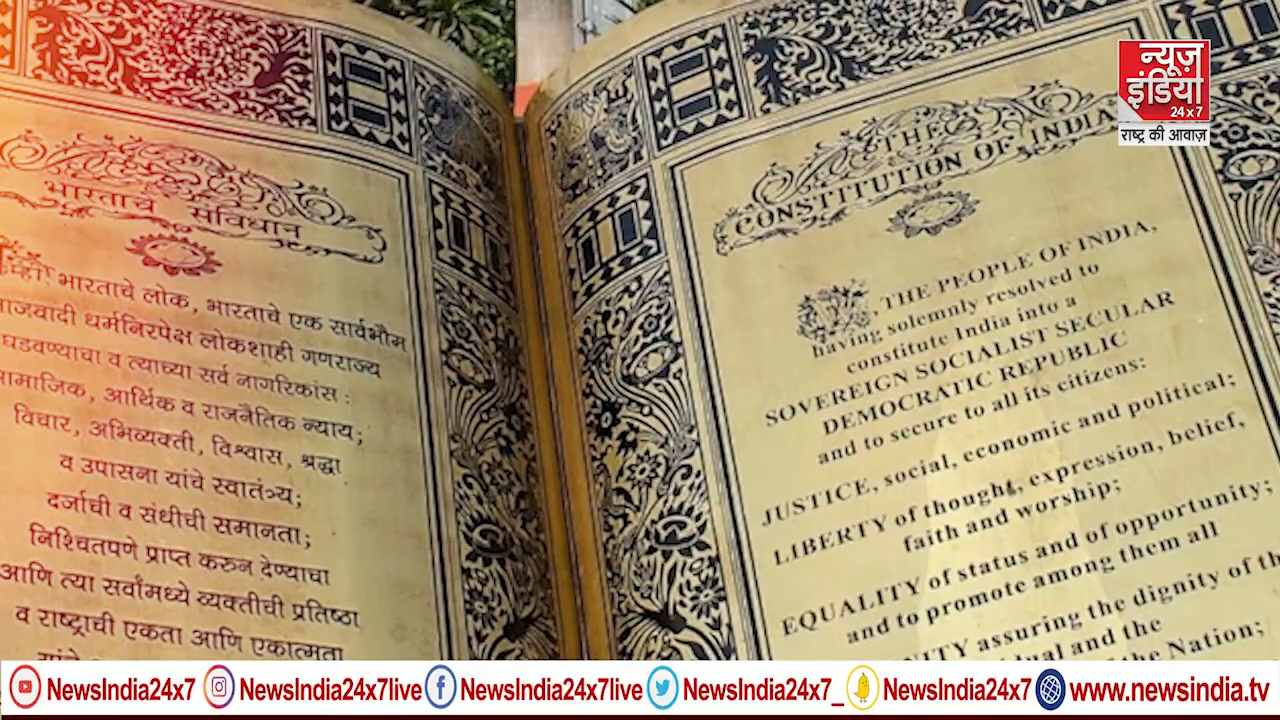 भारताचे संविधान
भारताचे लोक, भारताचे एक सार्वभौम
धर्मनिरपेक्ष लोकशाही गणराज्य
घडवण्याचा व त्याच्या सर्व नागरिकांस :
सामाजिक, आर्थिक व राजनैतिक न्याय;
विचार, अभिव्यक्ती, विश्वास, श्रद्धा
व उपासना यांचे स्वातंत्र्य;
दर्जाची व संधीची समानता;
निश्चितपणे प्राप्त करुन देण्याचा
आणि त्या सर्वांमध्ये व्यक्तीची प्रतिष्ठा
व राष्ट्राची एकता आणि एकात्मता
THE
CONSTITUTION OF INDIA
WE, THE PEOPLE OF INDIA,
having solemnly resolved to
constitute India into a
SOVEREIGN SOCIALIST SECULAR
DEMOCRATIC REPUBLIC
and to secure to all its citizens:
JUSTICE, social, economic and political;
LIBERTY of thought, expression, belief,
faith and worship;
EQUALITY of status and of opportunity;
and to promote among them all
assuring the dignity of
and the
the Nation;
न्यूज़
इंडिया
24x7
राष्ट्र की आवाज़
NewsIndia24x7 NewsIndia24x7live NewsIndia24x7live NewsIndia24x7_ NewsIndia24x7 www.newsindia.tv